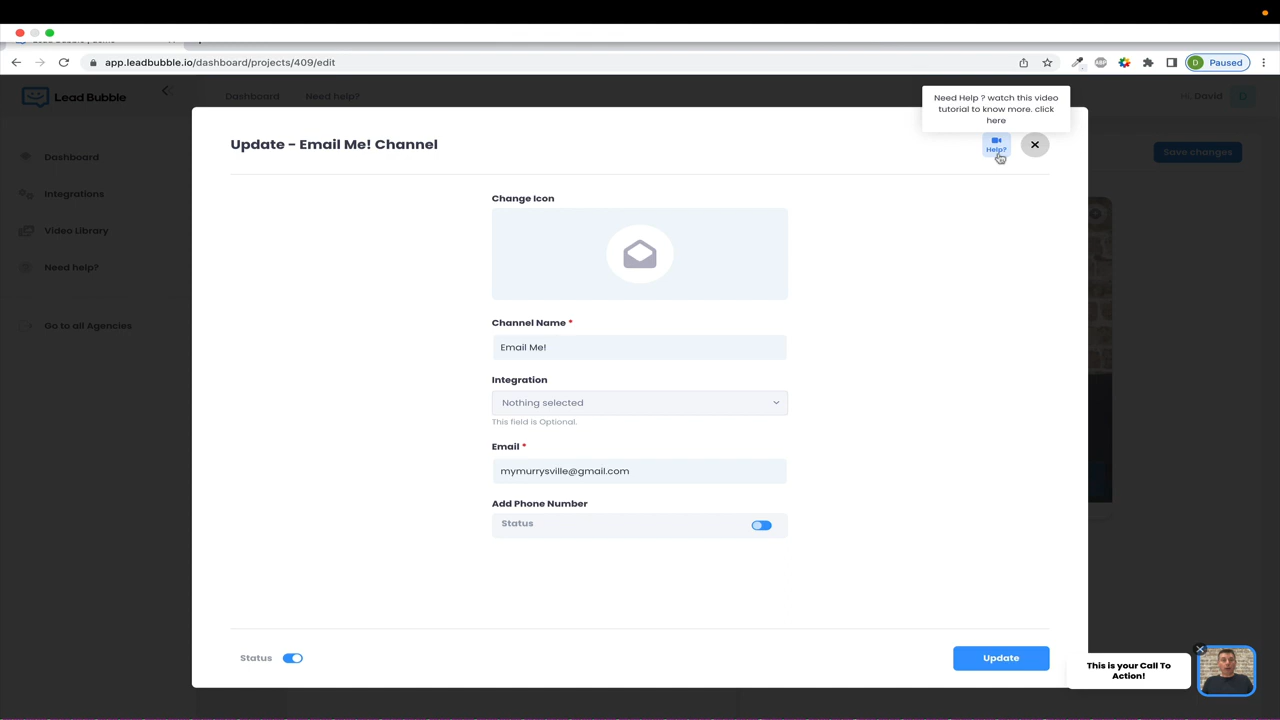 app.leadbubble.io/dashboard/projects/409/edit
ABP
D
Paused
Lead Bubble
Dashboard
Need help?
Hi, David
D
Need Help ? watch this video
tutorial to know more. click
here
Update - Email Me! Channel
Help?
Dashboard
Save changes
Integrations
Video Library
Need help?
Go to all Agencies
Change Icon
Channel Name *
Email Me!
Integration
Nothing selected
This field is Optional.
Email *
mymurrysville@gmail.com
Add Phone Number
Status
Status
Update
This is your Call To
Action!